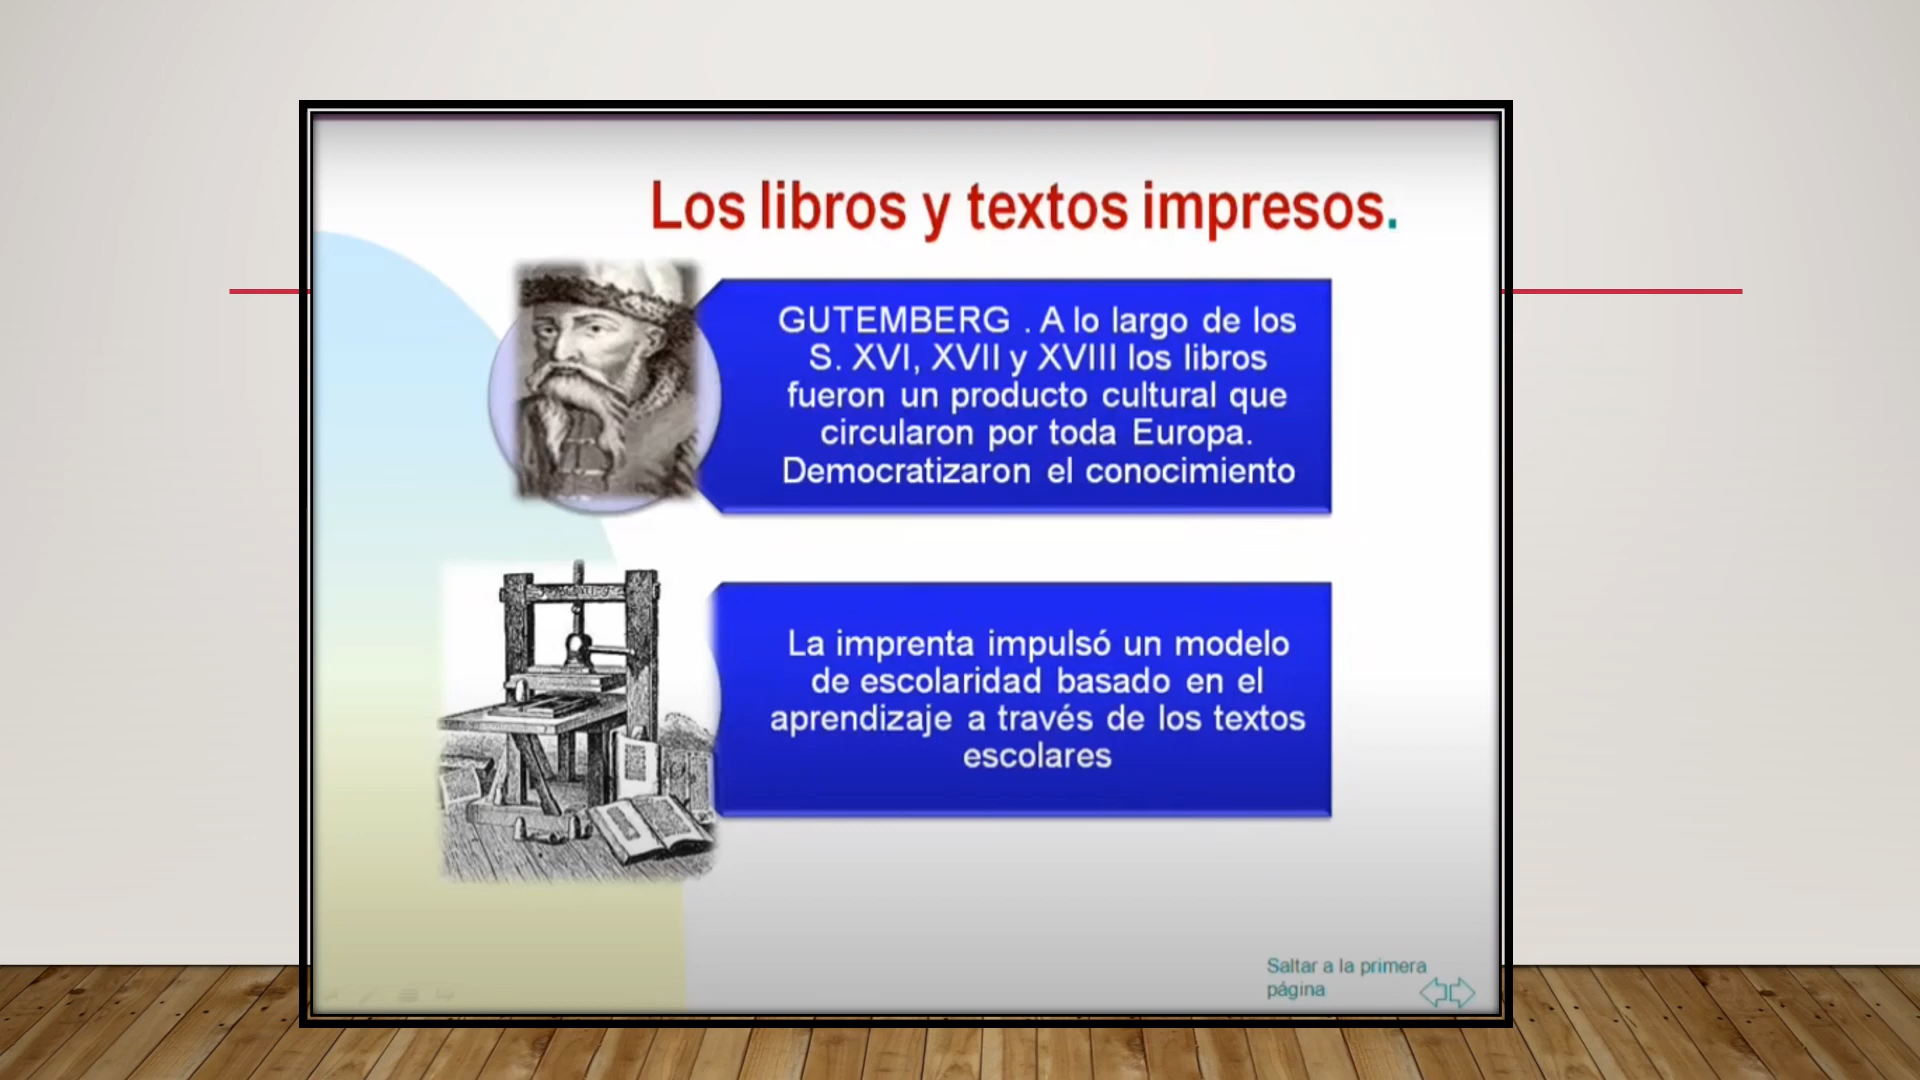 Los libros y textos impresos.
GUTEMBERG . A lo largo de los
S. XVI, XVII y XVIII los libros
fueron un producto cultural que
circularon por toda Europa.
Democratizaron el conocimiento
La imprenta impulsó un modelo
de escolaridad basado en el
aprendizaje a través de los textos
escolares
Saltar a la primera
página